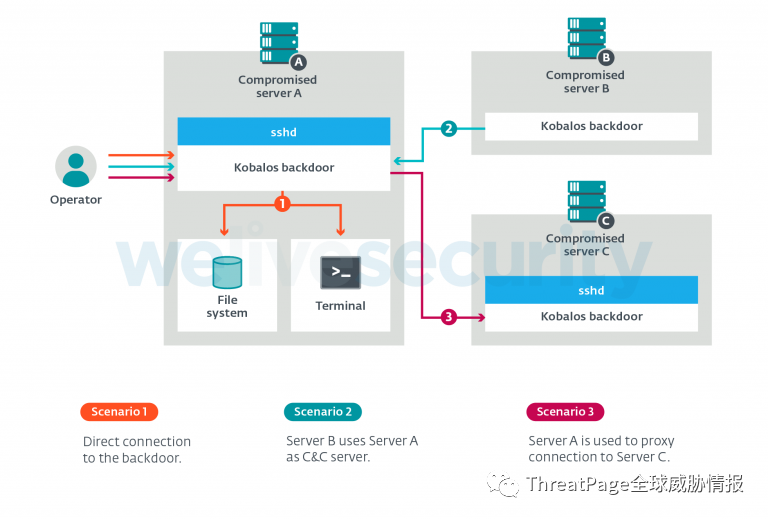 A
Compromised
server A
sshd
Kobalos backdoor
Operator
1
File
system
Terminal
>_
B
Compromised
server B
Kobalos backdoor
2
C
Compromised
server C
sshd
Kobalos backdoor
3
welivesecurity
Scenario 1
Direct connection
to the backdoor.
Scenario 2
Server B uses Server A
as C&C server.
Scenario 3
Server A is used to proxy
connection to Server C.
ThreatPage全球威胁情报